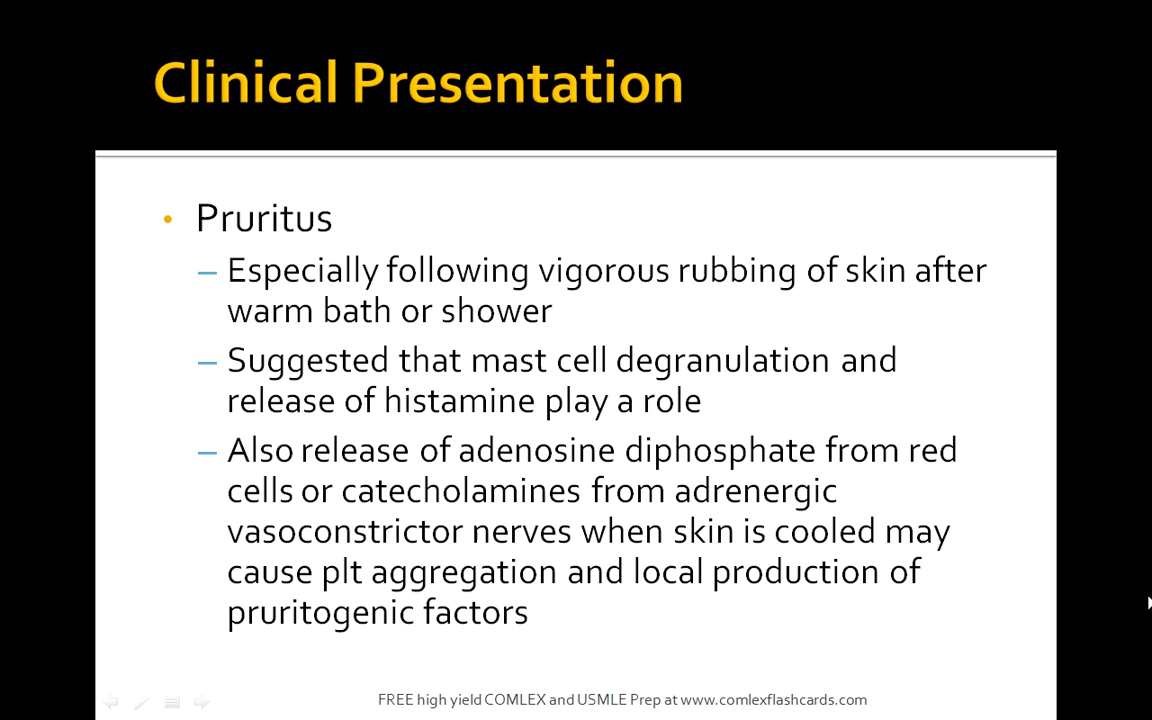 Clinical Presentation
• Pruritus
– Especially following vigorous rubbing of skin after
warm bath or shower
– Suggested that mast cell degranulation and
release of histamine play a role
– Also release of adenosine diphosphate from red
cells or catecholamines from adrenergic
vasoconstrictor nerves when skin is cooled may
cause plt aggregation and local production of
pruritogenic factors
FREE high yield COMLEX and USMLE Prep at www.comlexflashcards.com